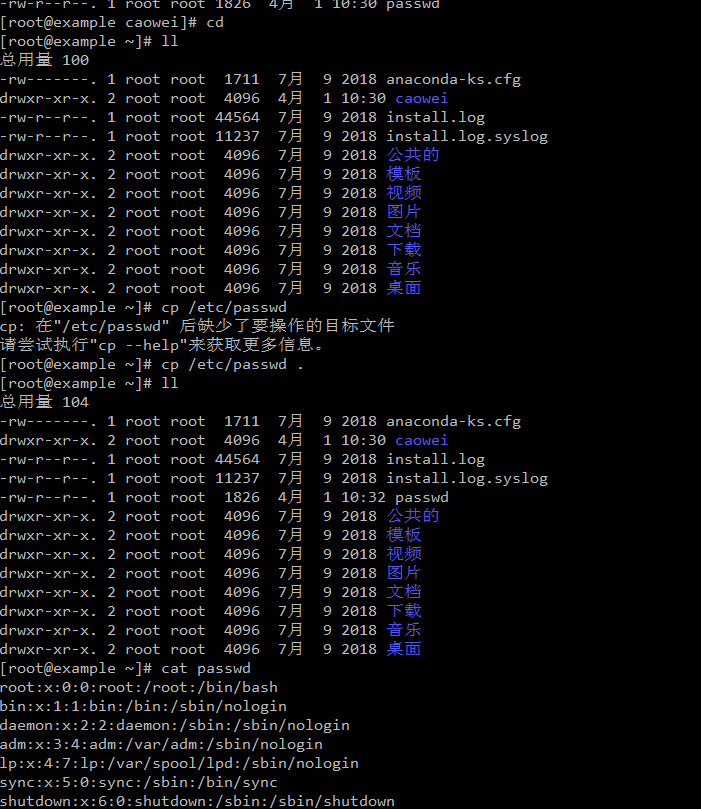 -rw-r--r--. 1 root root  1826  4月   1 10:30 passwd
[root@example caowei]# cd
[root@example ~]# ll
总用量 100
-rw-------. 1 root root  1711  7月   9 2018 anaconda-ks.cfg
drwxr-xr-x. 2 root root  4096  4月   1 10:30 caowei
-rw-r--r--. 1 root root 44564  7月   9 2018 install.log
-rw-r--r--. 1 root root 11237  7月   9 2018 install.log.syslog
drwxr-xr-x. 2 root root  4096  7月   9 2018 公共的
drwxr-xr-x. 2 root root  4096  7月   9 2018 模板
drwxr-xr-x. 2 root root  4096  7月   9 2018 视频
drwxr-xr-x. 2 root root  4096  7月   9 2018 图片
drwxr-xr-x. 2 root root  4096  7月   9 2018 文档
drwxr-xr-x. 2 root root  4096  7月   9 2018 下载
drwxr-xr-x. 2 root root  4096  7月   9 2018 音乐
drwxr-xr-x. 2 root root  4096  7月   9 2018 桌面
[root@example ~]# cp /etc/passwd
cp: 在"/etc/passwd" 后缺少了要操作的目标文件
请尝试执行"cp --help"来获取更多信息。
[root@example ~]# cp /etc/passwd .
[root@example ~]# ll
总用量 104
-rw-------. 1 root root  1711  7月   9 2018 anaconda-ks.cfg
drwxr-xr-x. 2 root root  4096  4月   1 10:30 caowei
-rw-r--r--. 1 root root 44564  7月   9 2018 install.log
-rw-r--r--. 1 root root 11237  7月   9 2018 install.log.syslog
-rw-r--r--. 1 root root  1826  4月   1 10:32 passwd
drwxr-xr-x. 2 root root  4096  7月   9 2018 公共的
drwxr-xr-x. 2 root root  4096  7月   9 2018 模板
drwxr-xr-x. 2 root root  4096  7月   9 2018 视频
drwxr-xr-x. 2 root root  4096  7月   9 2018 图片
drwxr-xr-x. 2 root root  4096  7月   9 2018 文档
drwxr-xr-x. 2 root root  4096  7月   9 2018 下载
drwxr-xr-x. 2 root root  4096  7月   9 2018 音乐
drwxr-xr-x. 2 root root  4096  7月   9 2018 桌面
[root@example ~]# cat passwd
root:x:0:0:root:/root:/bin/bash
bin:x:1:1:bin:/bin:/sbin/nologin
daemon:x:2:2:daemon:/sbin:/sbin/nologin
adm:x:3:4:adm:/var/adm:/sbin/nologin
lp:x:4:7:lp:/var/spool/lpd:/sbin/nologin
sync:x:5:0:sync:/sbin:/bin/sync
shutdown:x:6:0:shutdown:/sbin:/sbin/shutdown